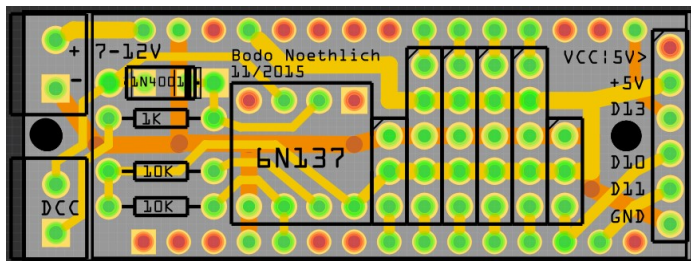 + 7-12V
-
Bodo Noethlich
11/2015
VCC!5V>
+5V
1N4001
D13
1K
6N137
10K
D10
D11
10K
DCC
GND